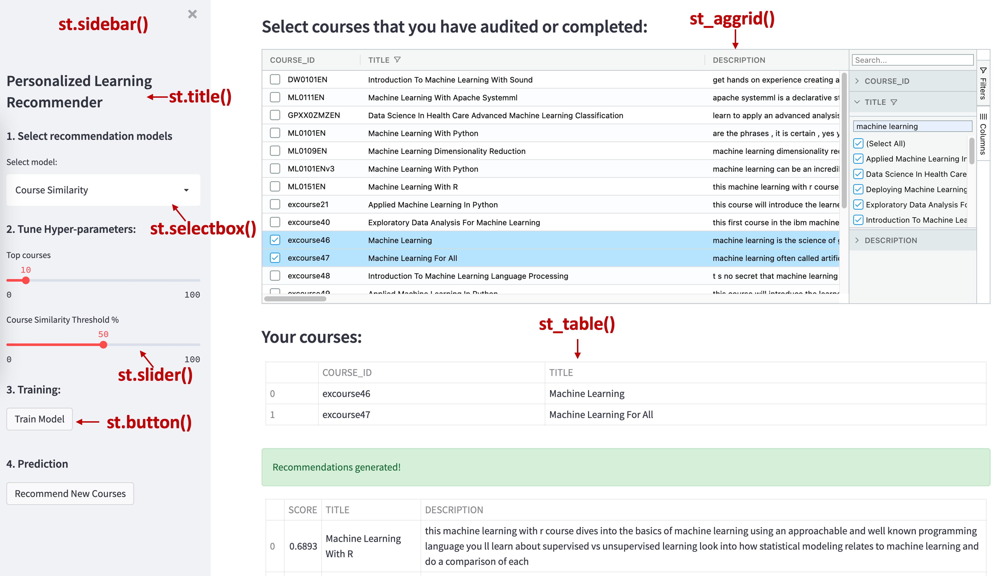 st.sidebar()
Personalized Learning
Recommender
st.title()
1. Select recommendation models
Select model:
Course Similarity
st.selectbox()
2. Tune Hyper-parameters:
Top courses
10
0 100
Course Similarity Threshold %
50
0 100
st.slider()
3. Training:
Train Model
st.button()
4. Prediction
Recommend New Courses
Select courses that you have audited or completed:
st_aggrid()
COURSE_ID TITLE DESCRIPTION
DW0101EN Introduction To Machine Learning With Sound get hands on experience creating a
ML0111EN Machine Learning With Apache Systemml apache systemml is a declarative
GPXX0ZMZEN Data Science In Health Care Advanced Machine Learning Classification learn to apply an advanced analysis
ML0101EN Machine Learning With Python are the phrases , it is certain , yes
ML0109EN Machine Learning Dimensionality Reduction machine learning dimensionality
ML0101ENv3 Machine Learning With Python machine learning can be an
ML0151EN Machine Learning With R this machine learning with r course
excourse21 Applied Machine Learning In Python this course will introduce the
excourse40 Exploratory Data Analysis For Machine Learning this first course in the ibm machine
excourse46 Machine Learning machine learning is the science of
excourse47 Machine Learning For All machine learning often called
excourse48 Introduction To Machine Learning Language Processing t s no secret that machine learning
excourse49 Applied Machine Learning In Python this course will introduce the
Search...
COURSE_ID
TITLE
machine learning
(Select All)
Applied Machine Learning In
Data Science In Health Care
Deploying Machine Learning
Exploratory Data Analysis
Introduction To Machine
DESCRIPTION
Filters
Columns
st_table()
Your courses:
COURSE_ID TITLE
0 excourse46 Machine Learning
1 excourse47 Machine Learning For All
Recommendations generated!
SCORE TITLE DESCRIPTION
0 0.6893 Machine Learning
With R
this machine learning with r course dives into the basics of machine learning using an approachable and well known programming
language you ll learn about supervised vs unsupervised learning look into how statistical modeling relates to machine learning and
do a comparison of each